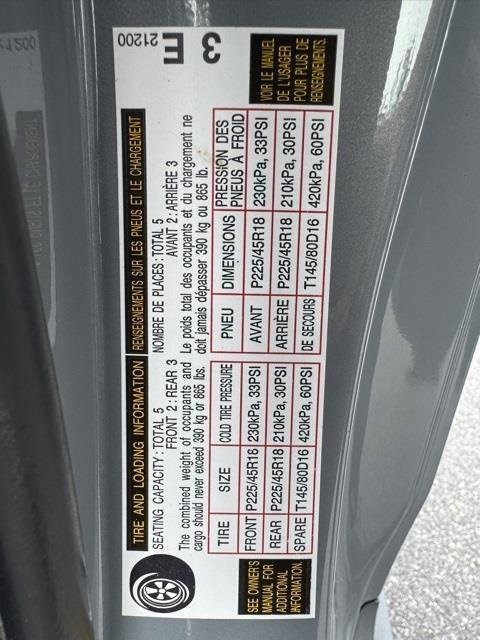 TIRE AND LOADING INFORMATION
RENSEIGNEMENTS SUR LES PNEUS ET LE CHARGEMENT
SEATING CAPACITY : TOTAL 5
FRONT 2 : REAR 3
NOMBRE DE PLACES : TOTAL 5
AVANT 2 : ARRIÈRE 3
The combined weight of occupants and
cargo should never exceed 390 kg or 865 lbs.
Le poids total des occupants et du chargement ne
doit jamais dépasser 390 kg ou 865 lb.
TIRE SIZE COLD TIRE PRESSURE
FRONT P225/45R18 230kPa, 33PSI
REAR P225/45R18 210kPa, 30PSI
SPARE T145/80D16 420kPa, 60PSI
PNEU DIMENSIONS PRESSION DES
PNEUS À FROID
AVANT P225/45R18 230kPa, 33PSI
ARRIÈRE P225/45R18 210kPa, 30PSI
DE SECOURS T145/80D16 420kPa, 60PSI
SEE OWNER'S
MANUAL FOR
ADDITIONAL
INFORMATION.
VOIR LE MANUEL
DE L'USAGER
POUR PLUS DE
RENSEIGNEMENTS.
21200
E
3